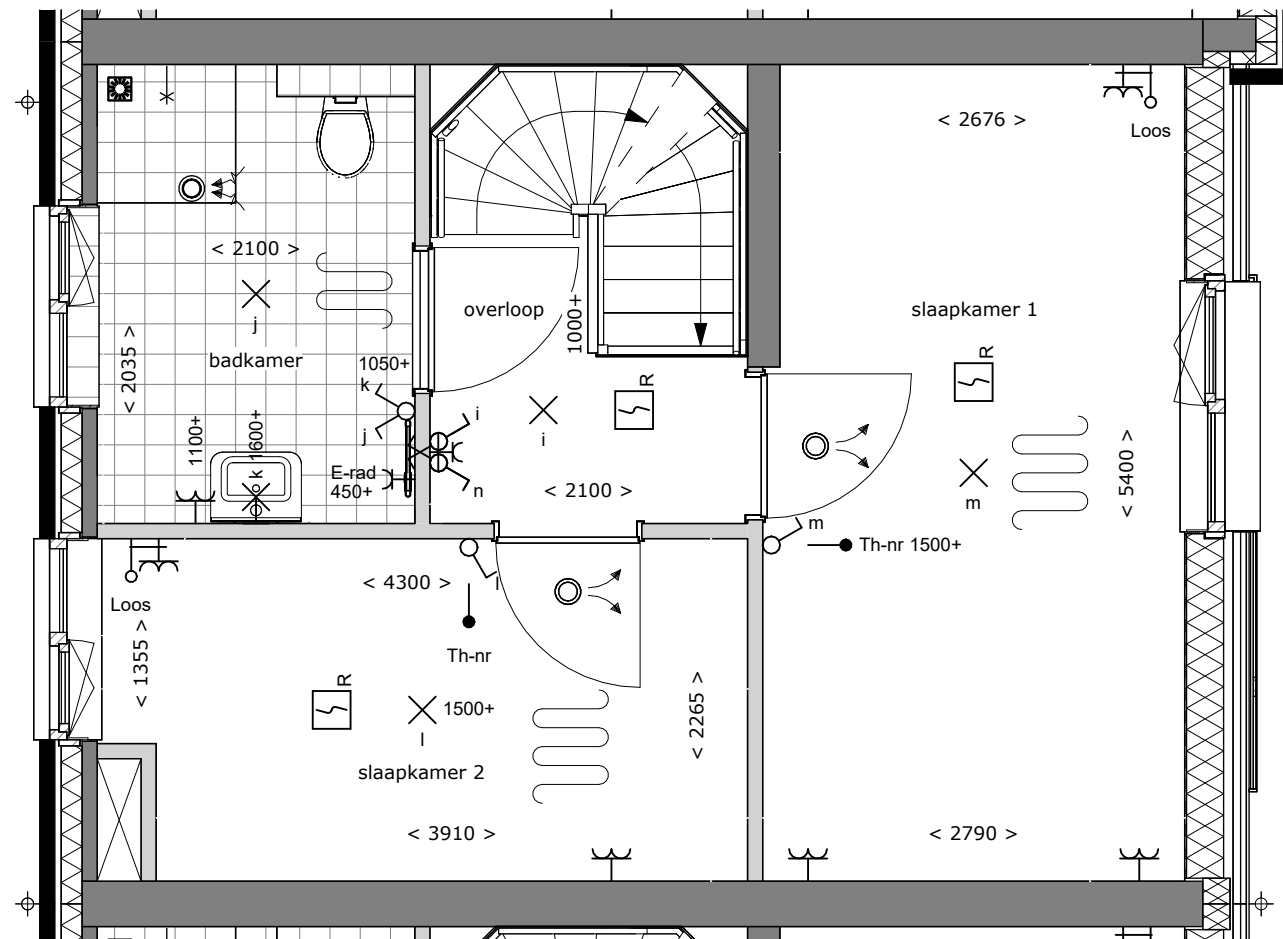 < 2676 >
Loos
< 2100 >
j
badkamer
< 2035 >
1050+
k
j
1100+
k 1600+
E-rad
450+
overloop
1000+
R
i
i
n
< 2100 >
slaapkamer 1
R
m
< 5400 >
m
Th-nr 1500+
< 4300 >
l
Loos
< 1355 >
Th-nr
R
1500+
l
slaapkamer 2
< 2265 >
< 3910 >
< 2790 >